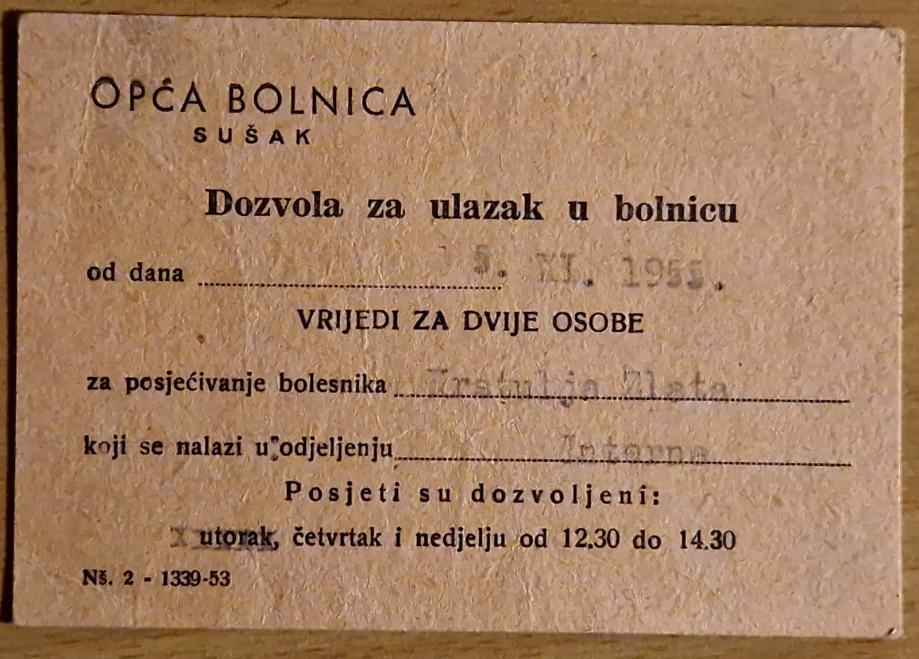 OPĆA BOLNICA
SUŠAK
Dozvola za ulazak u bolnicu
od dana 5. XI. 1955.
VRIJEDI ZA DVIJE OSOBE
za posjećivanje bolesnika Zlata
koji se nalazi u odjeljenju Interna
Posjeti su dozvoljeni:
utorak, četvrtak i nedjelju od 12.30 do 14.30
Nš. 2 - 1339-53